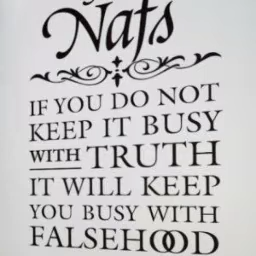 Nafs
IF YOU DO NOT
KEEP IT BUSY
WITH TRUTH
IT WILL KEEP
YOU BUSY WITH
FALSEHOOD